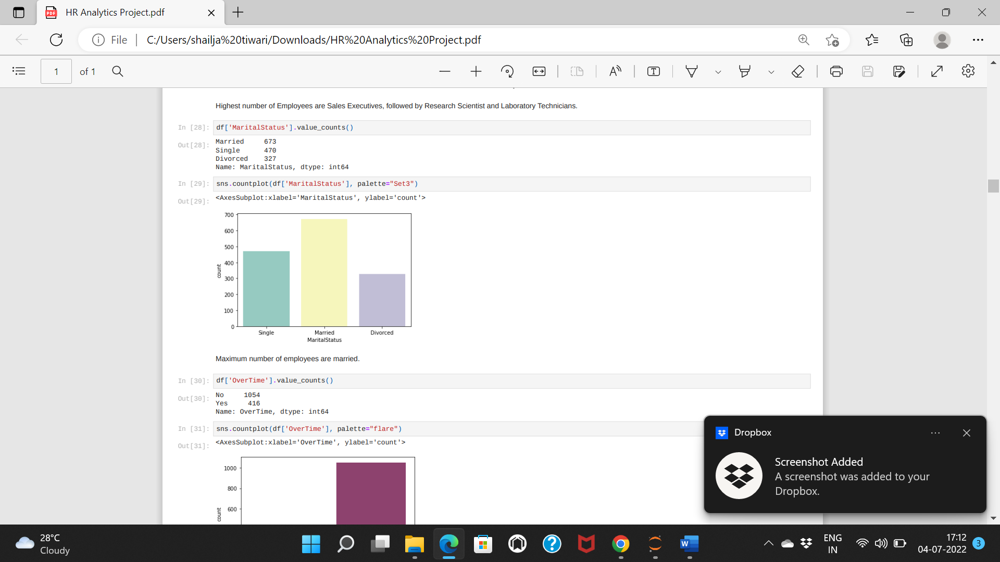 HR Analytics Project.pdf
File
C:/Users/shailja%20tiwari/Downloads/HR%20Analytics%20Project.pdf
1 of 1
Highest number of Employees are Sales Executives, followed by Research Scientist and Laboratory Technicians.
In [28]: df['MaritalStatus'].value_counts()
Out[28]: Married 673
Single 470
Divorced 327
Name: MaritalStatus, dtype: int64
In [29]: sns.countplot(df['MaritalStatus'], palette="Set3")
Out[29]: <AxesSubplot:xlabel='MaritalStatus', ylabel='count'>
700
600
500
400
300
200
100
0
count
Single Married Divorced
MaritalStatus
Maximum number of employees are married.
In [30]: df['OverTime'].value_counts()
Out[30]: No 1054
Yes 416
Name: OverTime, dtype: int64
In [31]: sns.countplot(df['OverTime'], palette="flare")
Out[31]: <AxesSubplot:xlabel='OverTime', ylabel='count'>
1000
800
600
count
Dropbox
Screenshot Added
A screenshot was added to your
Dropbox.
28°C
Cloudy
ENG
IN
17:12
04-07-2022
3